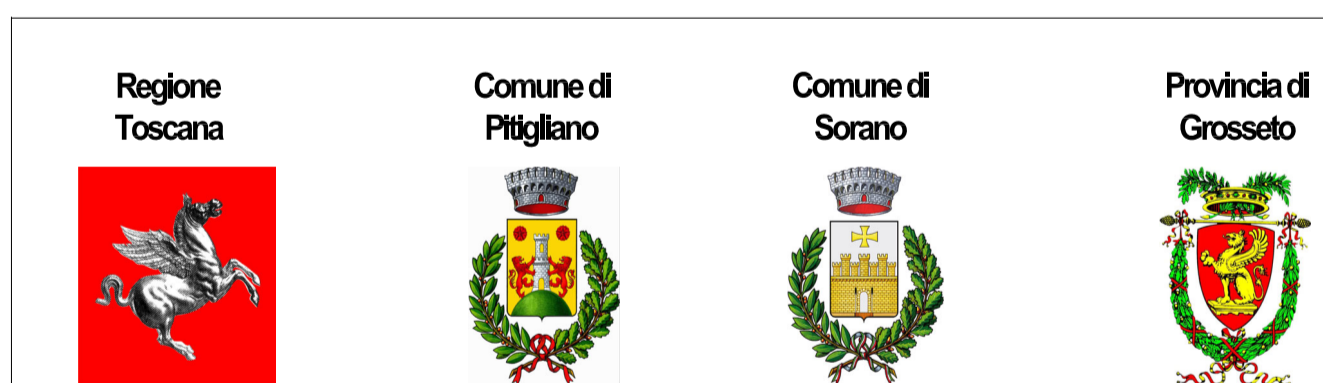 Regione
Toscana
Comune di
Pitigliano
Comune di
Sorano
Provincia di
Grosseto